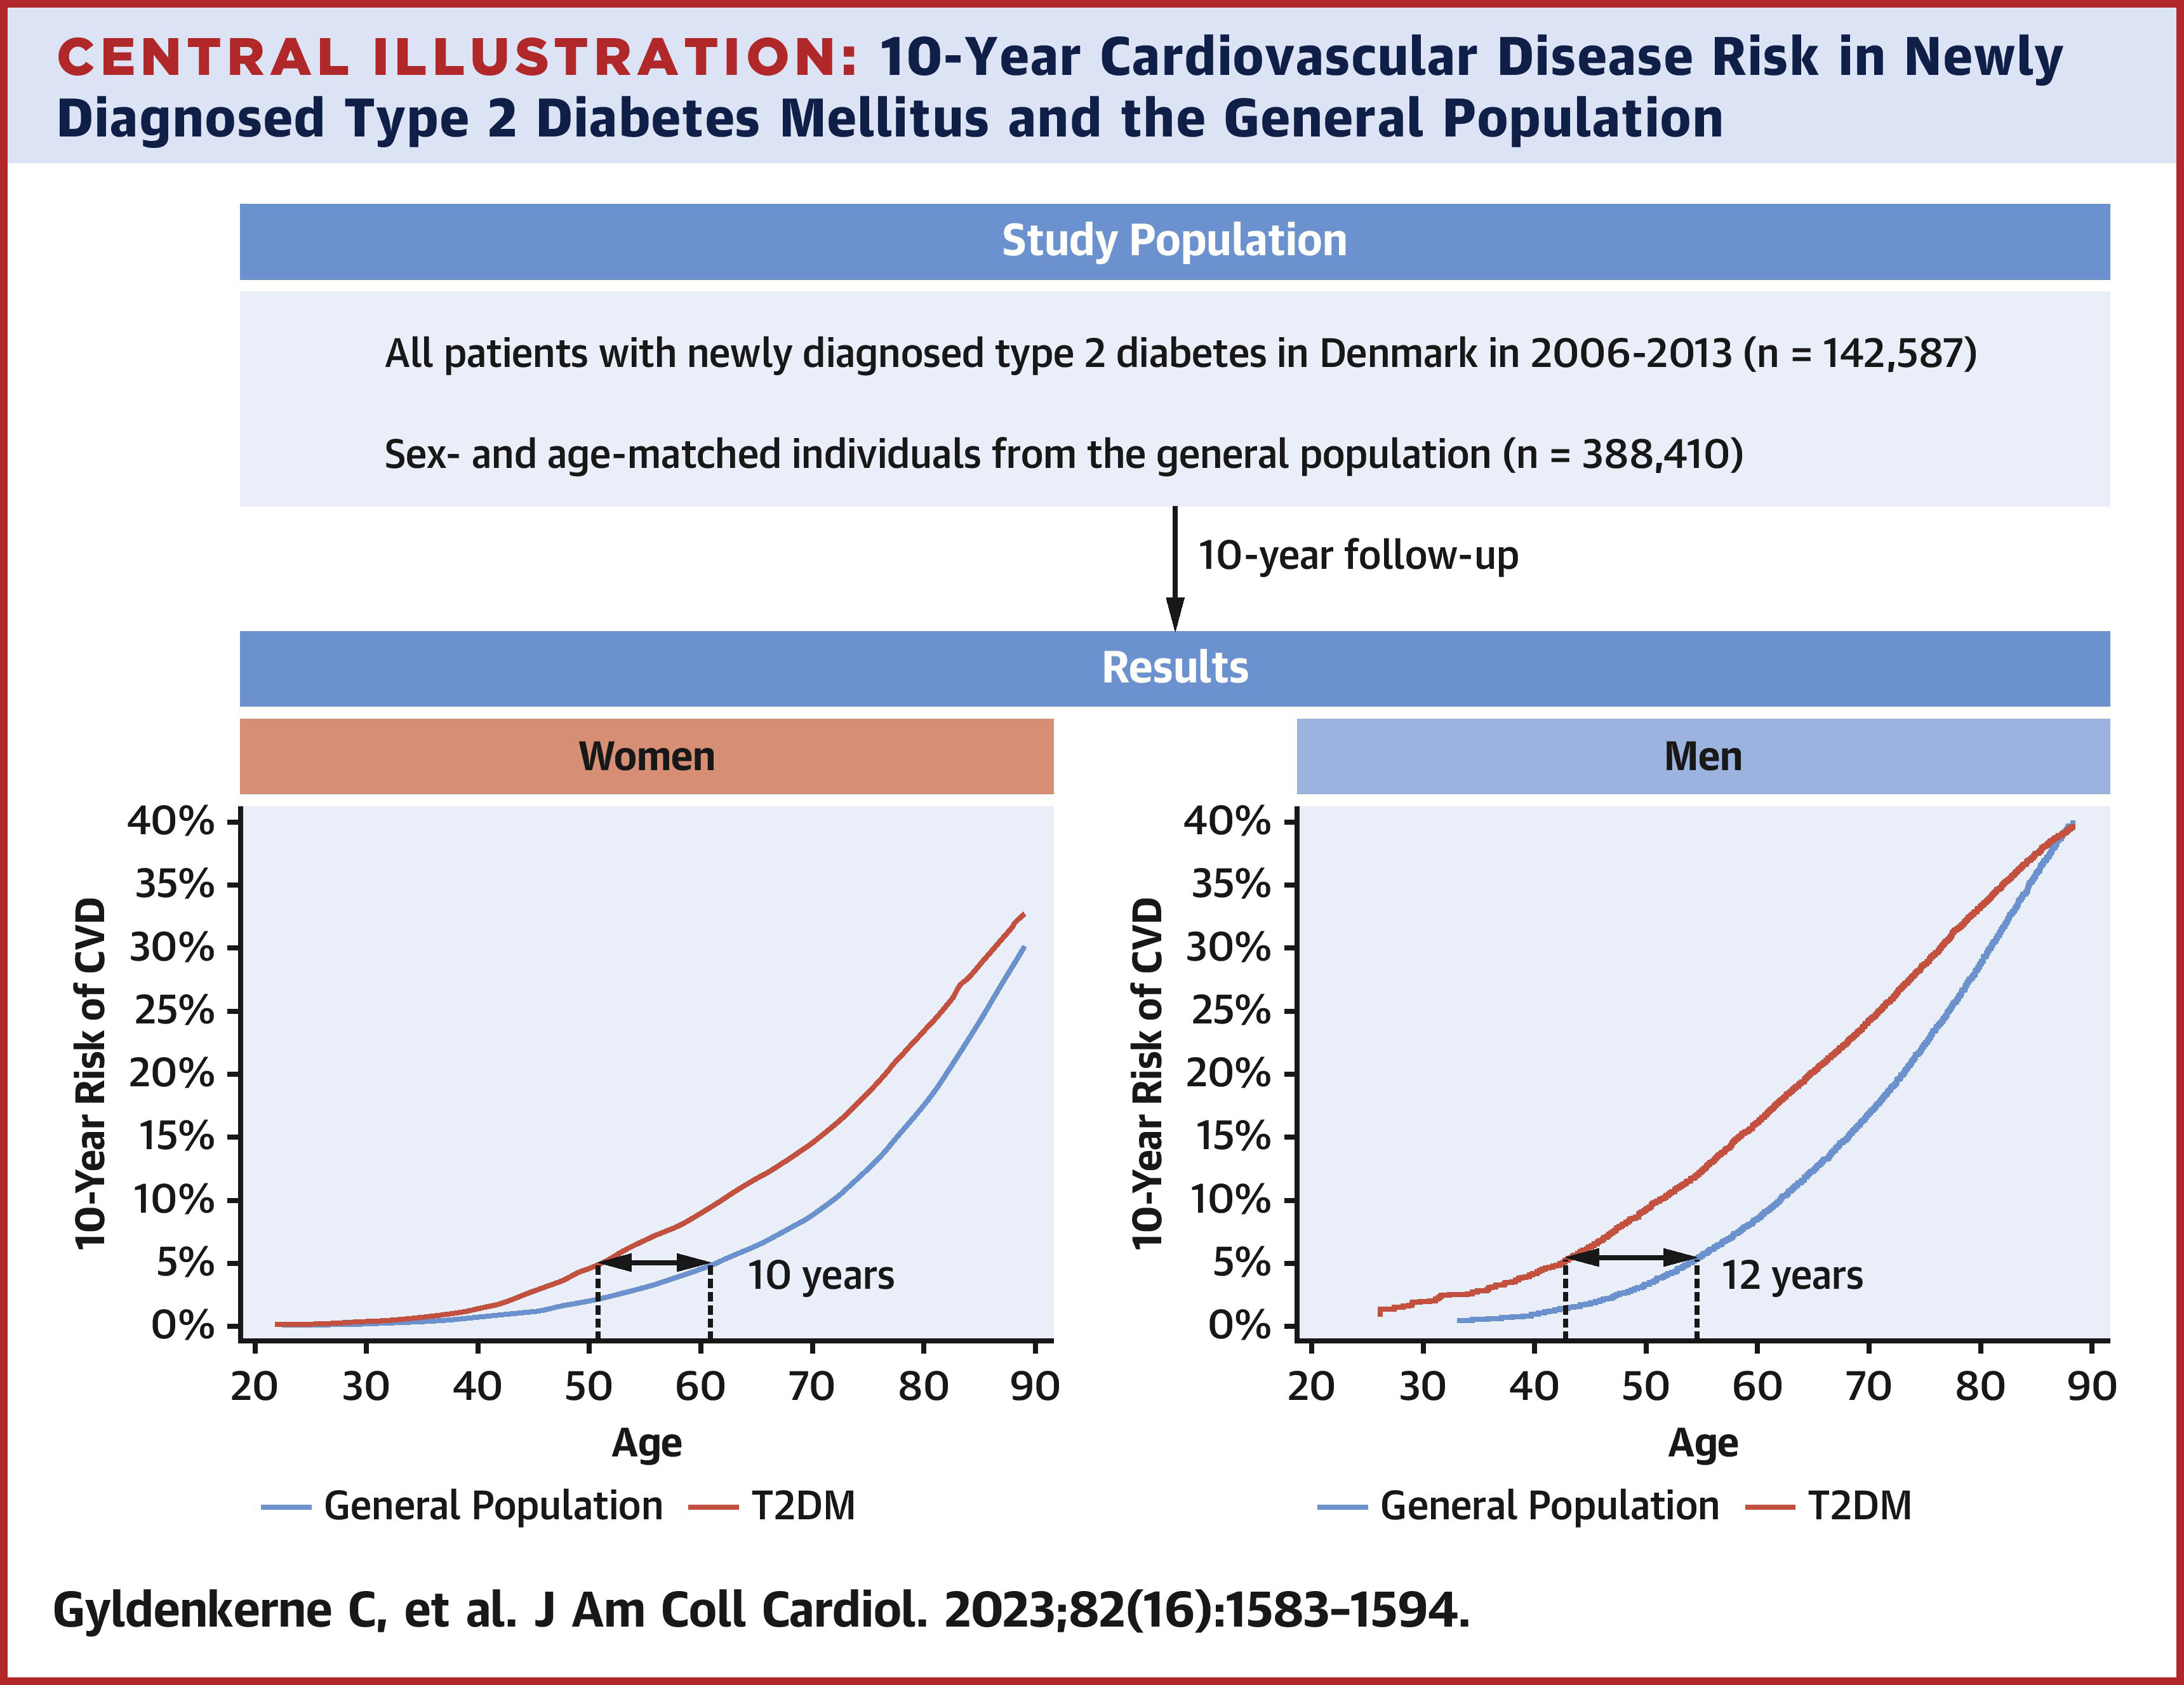 CENTRAL ILLUSTRATION: 10-Year Cardiovascular Disease Risk in Newly
Diagnosed Type 2 Diabetes Mellitus and the General Population
Study Population
All patients with newly diagnosed type 2 diabetes in Denmark in 2006-2013 (n = 142,587)
Sex- and age-matched individuals from the general population (n = 388,410)
10-year follow-up
Results
Women
10-Year Risk of CVD
40%
35%
30%
25%
20%
15%
10%
5%
0%
10 years
20 30 40 50 60 70 80 90
Age
General Population T2DM
Men
10-Year Risk of CVD
40%
35%
30%
25%
20%
15%
10%
5%
0%
12 years
20 30 40 50 60 70 80 90
Age
General Population T2DM
Gyldenkerne C, et al. J Am Coll Cardiol. 2023;82(16):1583–1594.